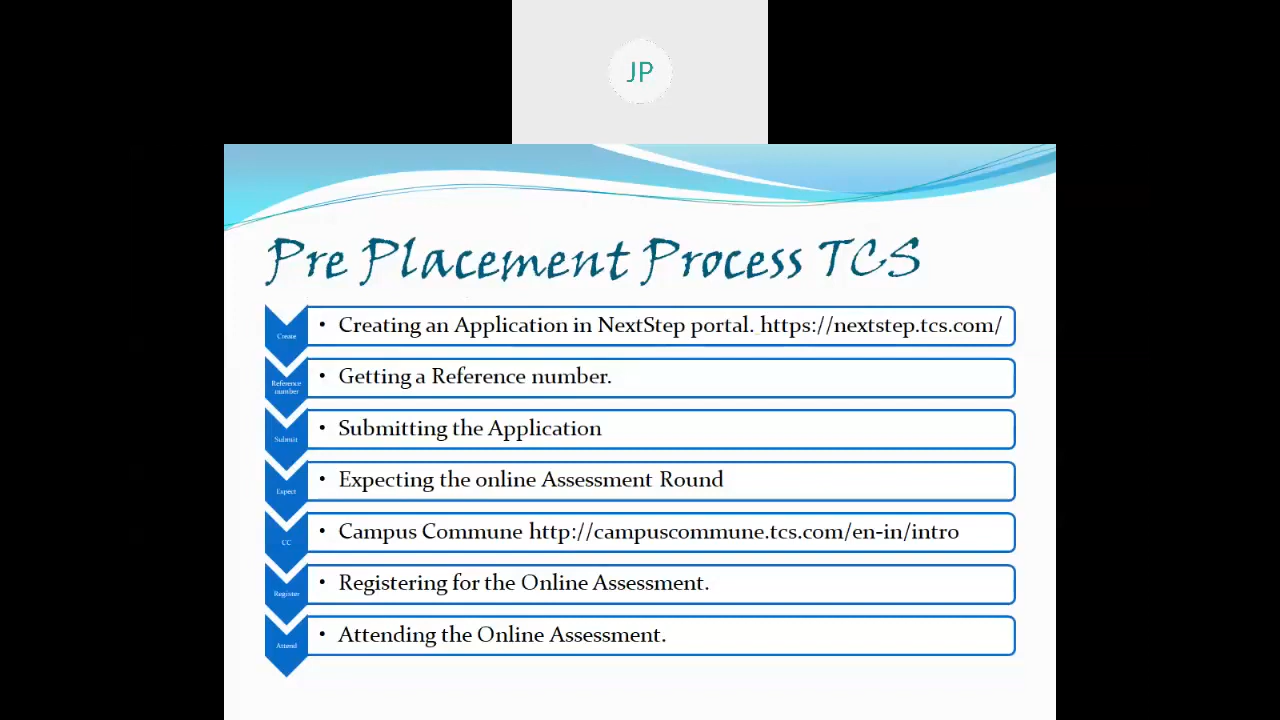 JP
Pre Placement Process TCS
Create
• Creating an Application in NextStep portal. https://nextstep.tcs.com/
Reference
number
• Getting a Reference number.
Submit
• Submitting the Application
Expect
• Expecting the online Assessment Round
CC
• Campus Commune http://campuscommune.tcs.com/en-in/intro
Register
• Registering for the Online Assessment.
Attend
• Attending the Online Assessment.